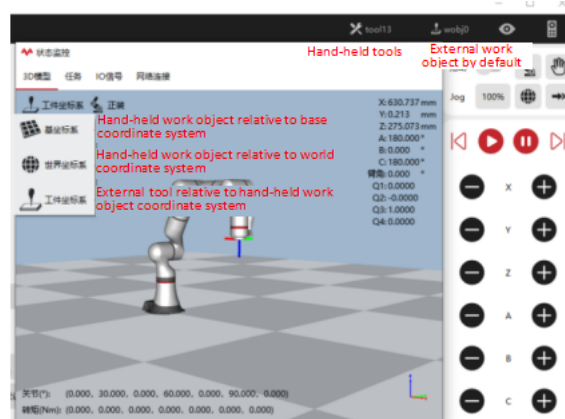 tool13
wobj0
状态监控
Hand-held tools
External work
object by default
3D模型 任务 IO信号 网络连接
Jog 100%
工件坐标系 正装
X:630.737 mm
Y:0.213 mm
Z:275.073 mm
A:180.000°
B:0.000 °
C:180.000°
臂角:0.000 °
Q1:0.0000
Q2:-0.0000
Q3:1.0000
Q4:0.0000
基坐标系
Hand-held work object relative to base
coordinate system
世界坐标系
Hand-held work object relative to world
coordinate system
工件坐标系
External tool relative to hand-held work
object coordinate system
X
Y
Z
A
B
C
关节(°): (0.000, 30.000, 0.000, 60.000, 0.000, 90.000, 0.000)
转矩(Nm): (0.000, 0.000, 0.000, 0.000, 0.000, 0.000, 0.000)